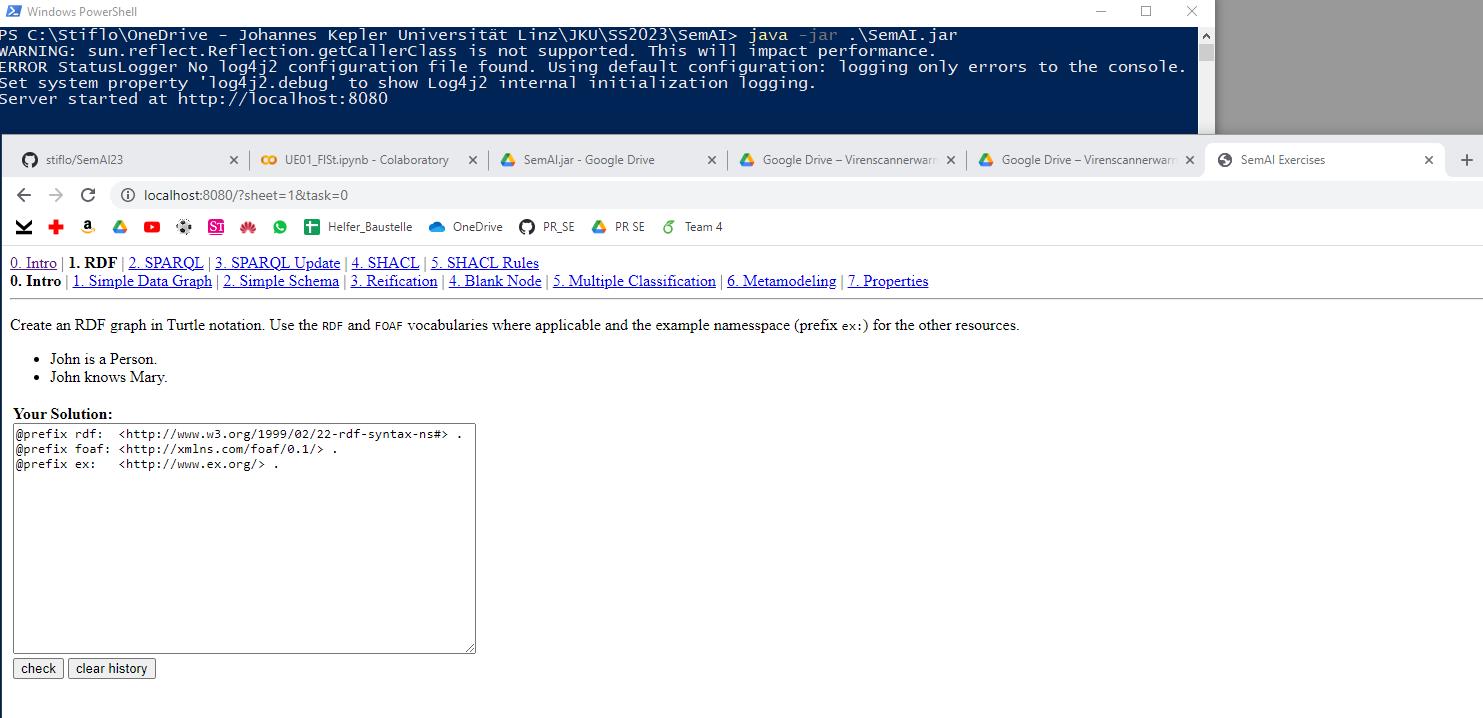 Windows PowerShell
PS C:\Stiflo\OneDrive - Johannes Kepler Universität Linz\JKU\SS2023\SemAI> java -jar .\SemAI.jar
WARNING: sun.reflect.Reflection.getCallerClass is not supported. This will impact performance.
ERROR StatusLogger No log4j2 configuration file found. Using default configuration: logging only errors to the console.
Set system property 'log4j2.debug' to show Log4j2 internal initialization logging.
Server started at http://localhost:8080
stiflo/SemAI23 UE01_FlSt.ipynb - Colaboratory SemAI.jar - Google Drive Google Drive – Virenscannerwarn Google Drive – Virenscannerwarn SemAI Exercises
localhost:8080/?sheet=1&task=0
a ST Helfer_Baustelle OneDrive PR_SE PR SE Team 4
0. Intro | 1. RDF | 2. SPARQL | 3. SPARQL Update | 4. SHACL | 5. SHACL Rules
0. Intro | 1. Simple Data Graph | 2. Simple Schema | 3. Reification | 4. Blank Node | 5. Multiple Classification | 6. Metamodeling | 7. Properties
Create an RDF graph in Turtle notation. Use the RDF and FOAF vocabularies where applicable and the example namesspace (prefix ex:) for the other resources.
• John is a Person.
• John knows Mary.
Your Solution:
@prefix rdf:  <http://www.w3.org/1999/02/22-rdf-syntax-ns#> .
@prefix foaf: <http://xmlns.com/foaf/0.1/> .
@prefix ex:   <http://www.ex.org/> .
check clear history